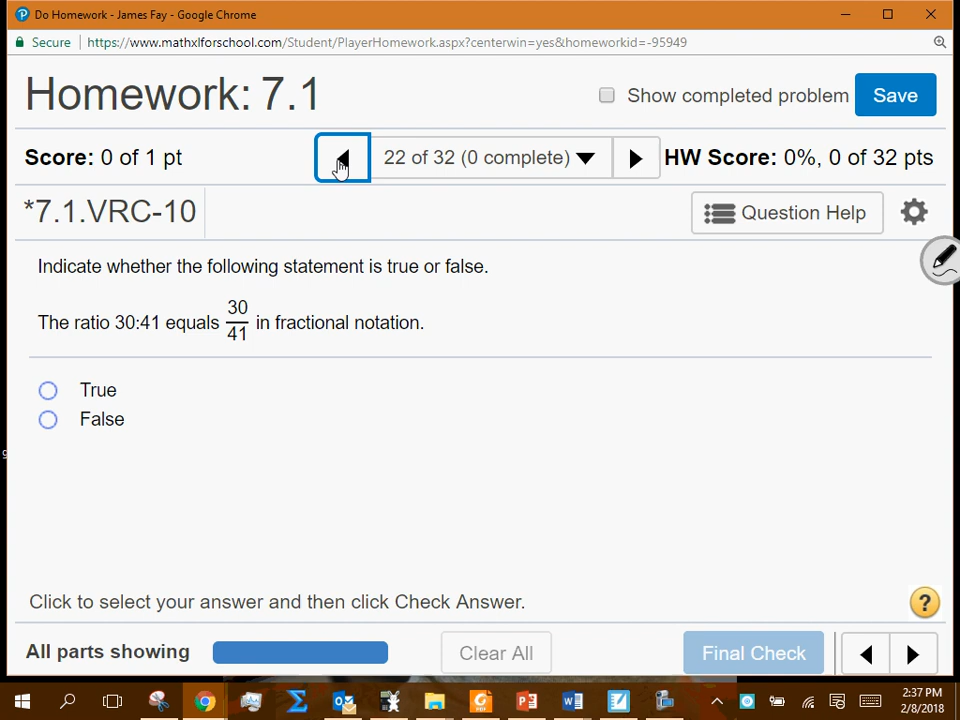 Do Homework - James Fay - Google Chrome
Secure https://www.mathxlforschool.com/Student/PlayerHomework.aspx?centerwin=yes&homeworkid=-95949
Homework: 7.1
Show completed problem Save
Score: 0 of 1 pt
22 of 32 (0 complete)
HW Score: 0%, 0 of 32 pts
*7.1.VRC-10
Question Help
Indicate whether the following statement is true or false.
The ratio 30:41 equals 30/41 in fractional notation.
True
False
Click to select your answer and then click Check Answer.
?
All parts showing
Clear All
Final Check
2:37 PM
2/8/2018